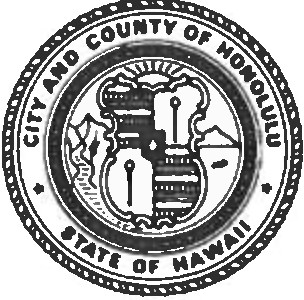 CITY AND COUNTY OF HONOLULU
STATE OF HAWAII